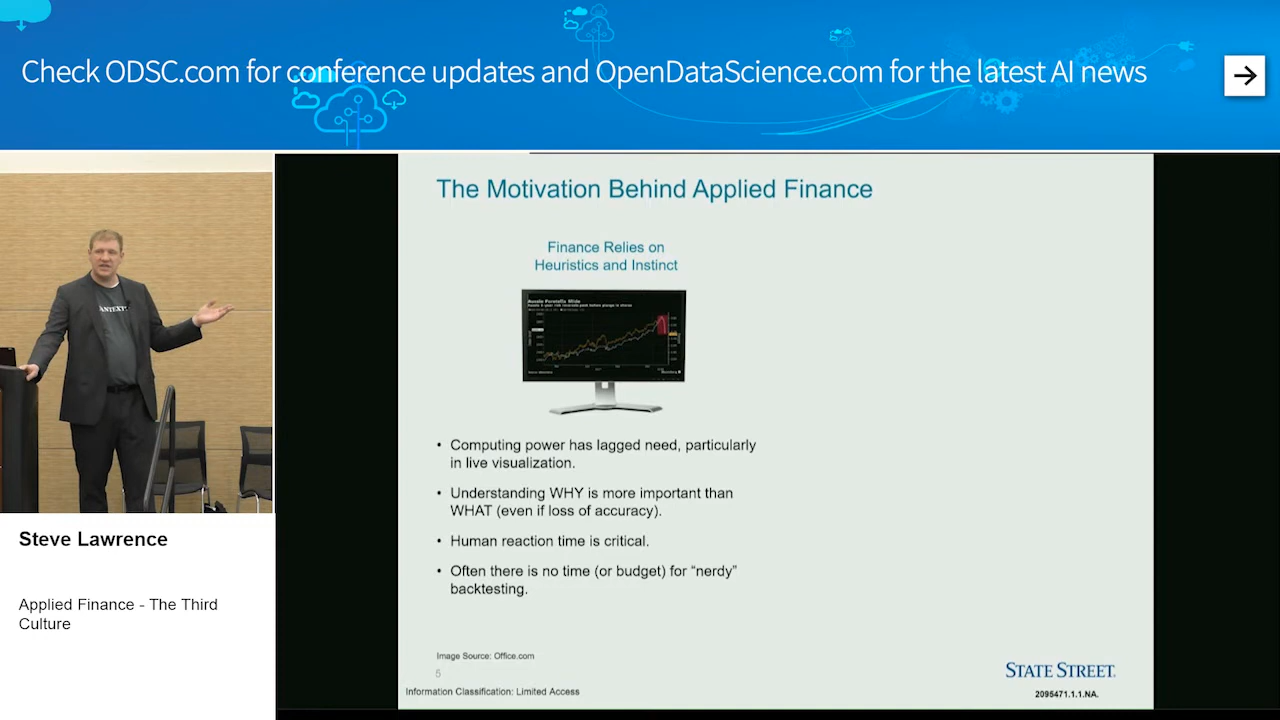 Check ODSC.com for conference updates and OpenDataScience.com for the latest AI news
The Motivation Behind Applied Finance
Finance Relies on
Heuristics and Instinct
• Computing power has lagged need, particularly
in live visualization.
• Understanding WHY is more important than
WHAT (even if loss of accuracy).
• Human reaction time is critical.
• Often there is no time (or budget) for “nerdy”
backtesting.
Image Source: Office.com
5
Information Classification: Limited Access
STATE STREET.
2095471.1.1.NA.
Steve Lawrence
Applied Finance - The Third
Culture